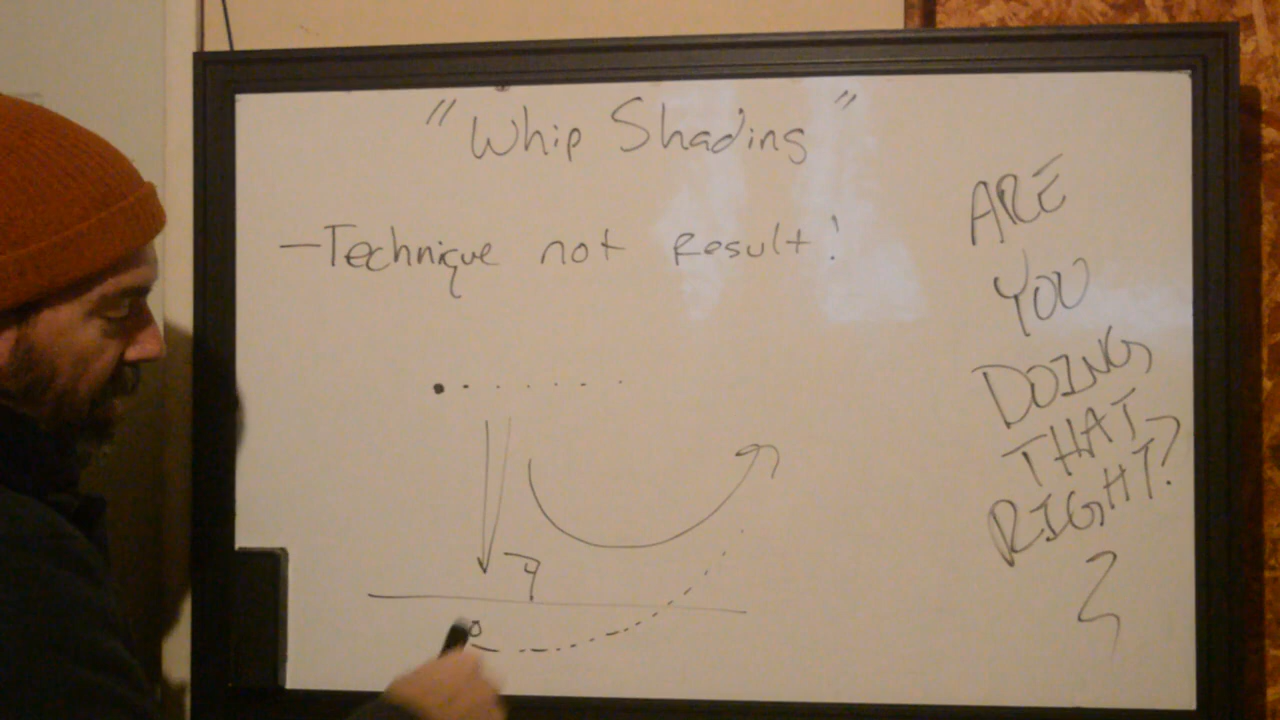 "Whip Shading"
- Technique not Result!
ARE
YOU
DOING
THAT
RIGHT?